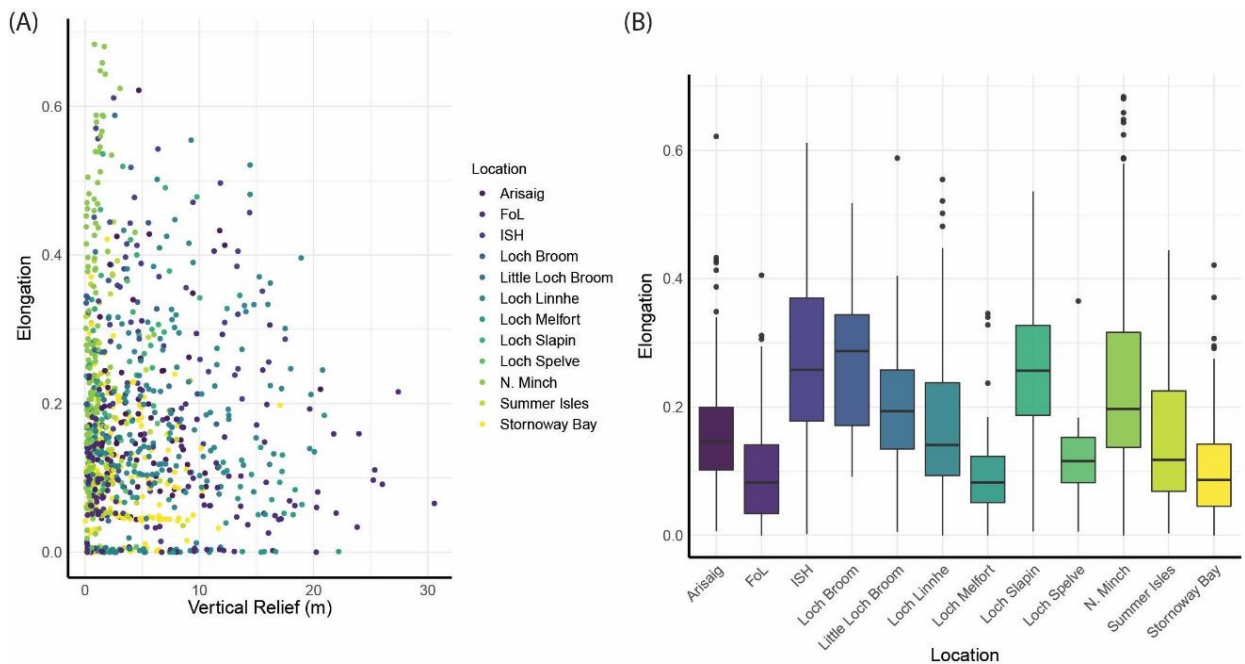 (A)
Elongation
0.6
0.4
0.2
0.0
0
10
20
30
Vertical Relief (m)
Location
Arisaig
FoL
ISH
Loch Broom
Little Loch Broom
Loch Linnhe
Loch Melfort
Loch Slapin
Loch Spelve
N. Minch
Summer Isles
Stornoway Bay
(B)
Elongation
0.6
0.4
0.2
0.0
Arisaig
FoL
ISH
Loch Broom
Little Loch Broom
Loch Linnhe
Loch Melfort
Loch Slapin
Loch Spelve
N. Minch
Summer Isles
Stornoway Bay
Location